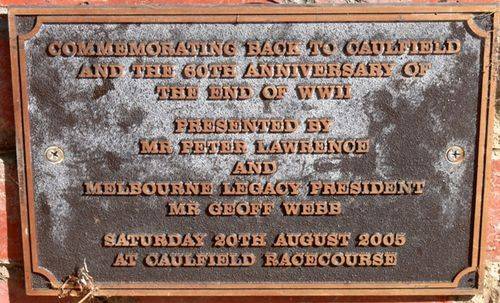 COMMEMORATING BACK TO CAULFIELD
AND THE 60TH ANNIVERSARY OF
THE END OF WWII
PRESENTED BY
MR PETER LAWRENCE
AND
MELBOURNE LEGACY PRESIDENT
MR GEOFF WEBB
SATURDAY 20TH AUGUST 2005
AT CAULFIELD RACECOURSE